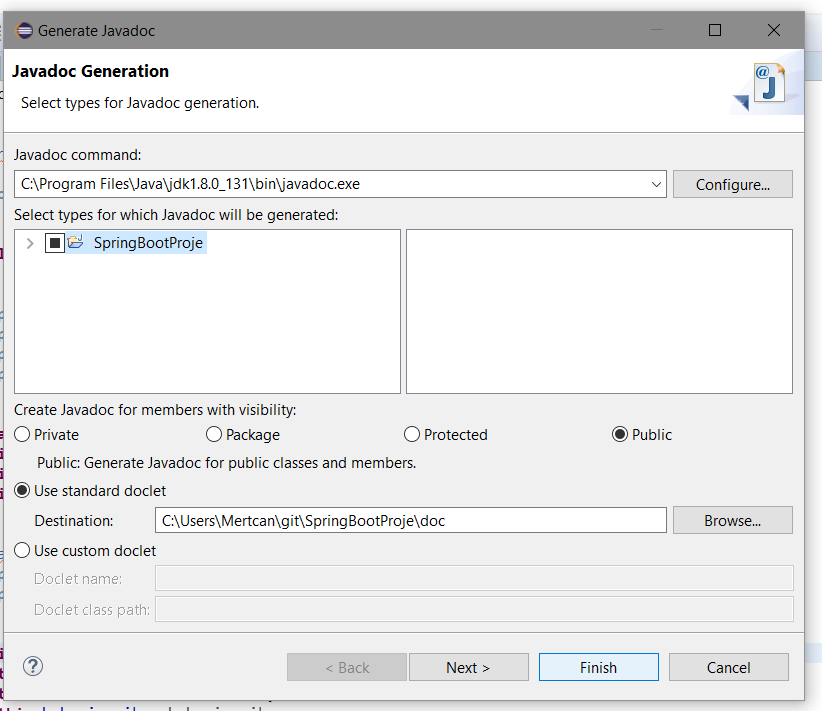 Generate Javadoc
Javadoc Generation
Select types for Javadoc generation.
Javadoc command:
C:\Program Files\Java\jdk1.8.0_131\bin\javadoc.exe
Configure...
Select types for which Javadoc will be generated:
SpringBootProje
Create Javadoc for members with visibility:
Private Package Protected Public
Public: Generate Javadoc for public classes and members.
Use standard doclet
Destination: C:\Users\Mertcan\git\SpringBootProje\doc Browse...
Use custom doclet
Doclet name:
Doclet class path:
< Back Next > Finish Cancel